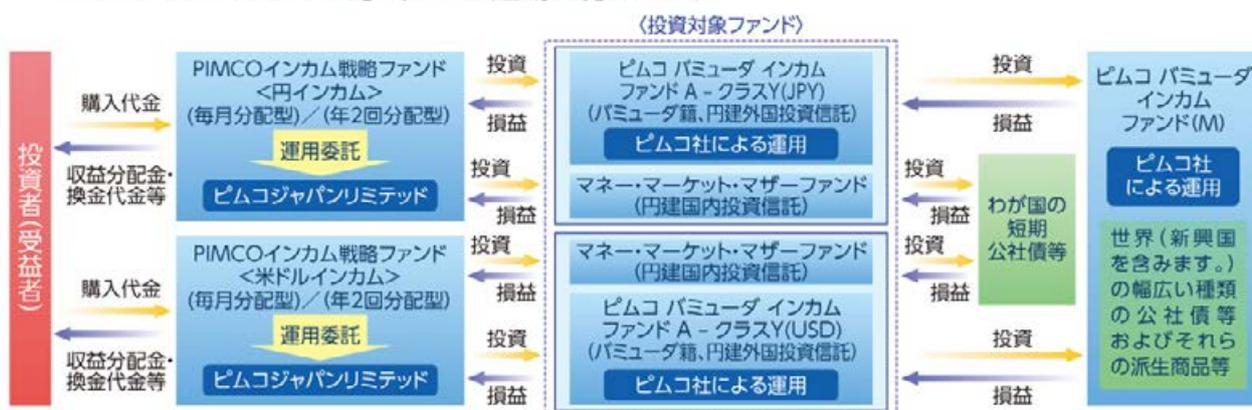 〈投資対象ファンド〉
投資者(受益者)
購入代金
収益分配金・
換金代金等
PIMCOインカム戦略ファンド
<円インカム>
(毎月分配型)／(年2回分配型)
運用委託
ピムコジャパンリミテッド
投資
損益
投資
損益
ピムコ バミューダ インカム
ファンド A – クラスY(JPY)
(バミューダ籍、円建外国投資信託)
ピムコ社による運用
マネー・マーケット・マザーファンド
(円建国内投資信託)
投資
損益
投資
損益
購入代金
収益分配金・
換金代金等
PIMCOインカム戦略ファンド
<米ドルインカム>
(毎月分配型)／(年2回分配型)
運用委託
ピムコジャパンリミテッド
投資
損益
投資
損益
マネー・マーケット・マザーファンド
(円建国内投資信託)
ピムコ バミューダ インカム
ファンド A – クラスY(USD)
(バミューダ籍、円建外国投資信託)
ピムコ社による運用
投資
損益
投資
損益
わが国の
短期
公社債等
ピムコ バミューダ
インカム
ファンド(M)
ピムコ社
による運用
世界(新興国
を含みます。)
の幅広い種類
の公社債等
およびそれら
の派生商品等